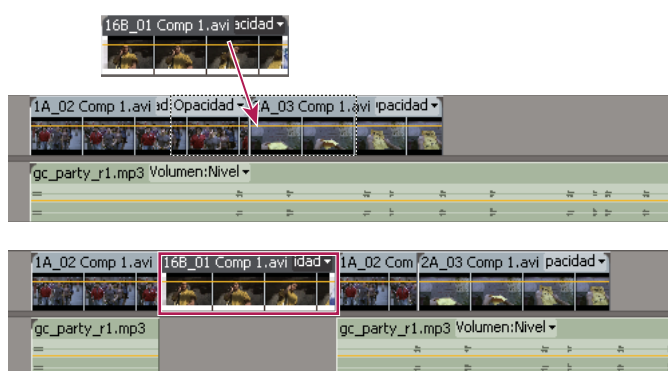 16B_01 Comp 1.avi acidad
1A_02 Comp 1.avi ad Opacidad A_03 Comp 1.avi pacidad
gc_party_r1.mp3 Volumen:Nivel
1A_02 Comp 1.avi 16B_01 Comp 1.avi idad 1A_02 Com 2A_03 Comp 1.avi pacidad
gc_party_r1.mp3 gc_party_r1.mp3 Volumen:Nivel